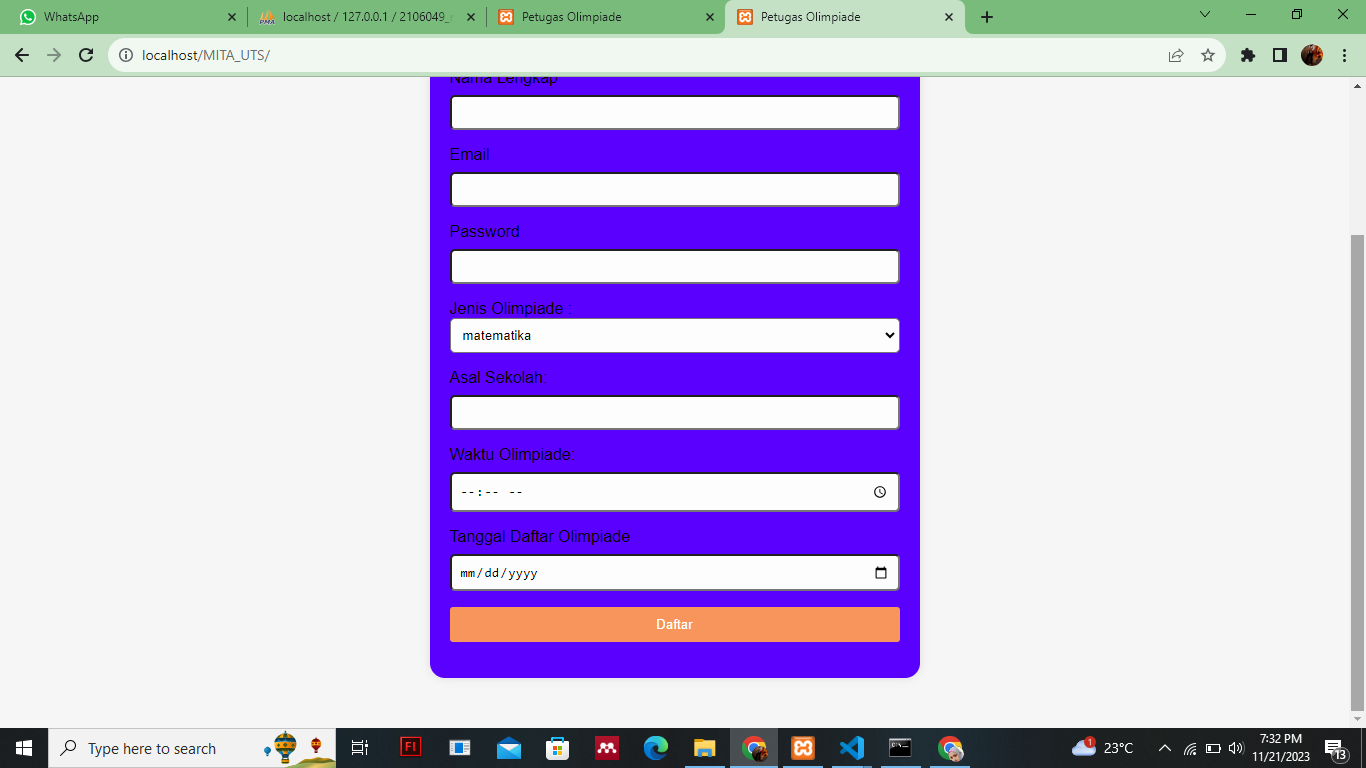 WhatsApp
localhost / 127.0.0.1 / 2106049_
Petugas Olimpiade
Petugas Olimpiade
localhost/MITA_UTS/
Nama Lengkap
Email
Password
Jenis Olimpiade :
matematika
Asal Sekolah:
Waktu Olimpiade
--:-- --
Tanggal Daftar Olimpiade
mm/dd/yyyy
Daftar
Type here to search
23°C
7:32 PM
11/21/2023
13